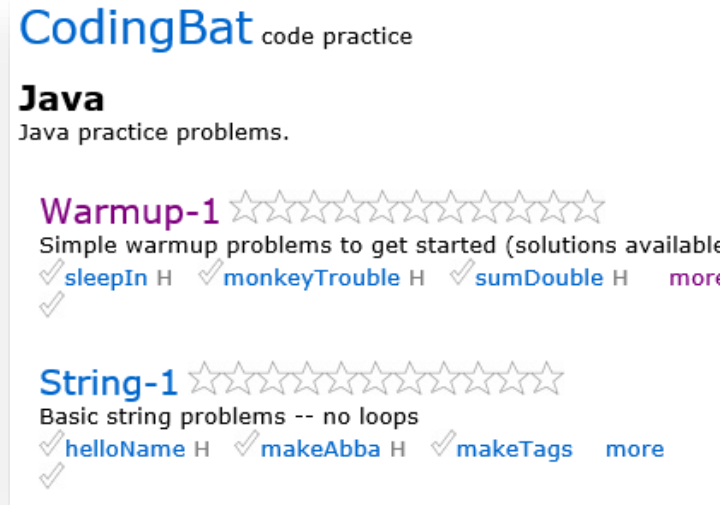 CodingBat code practice
Java
Java practice problems.
Warmup-1
Simple warmup problems to get started (solutions available
sleepIn H monkeyTrouble H sumDouble H more
String-1
Basic string problems -- no loops
helloName H makeAbba H makeTags more